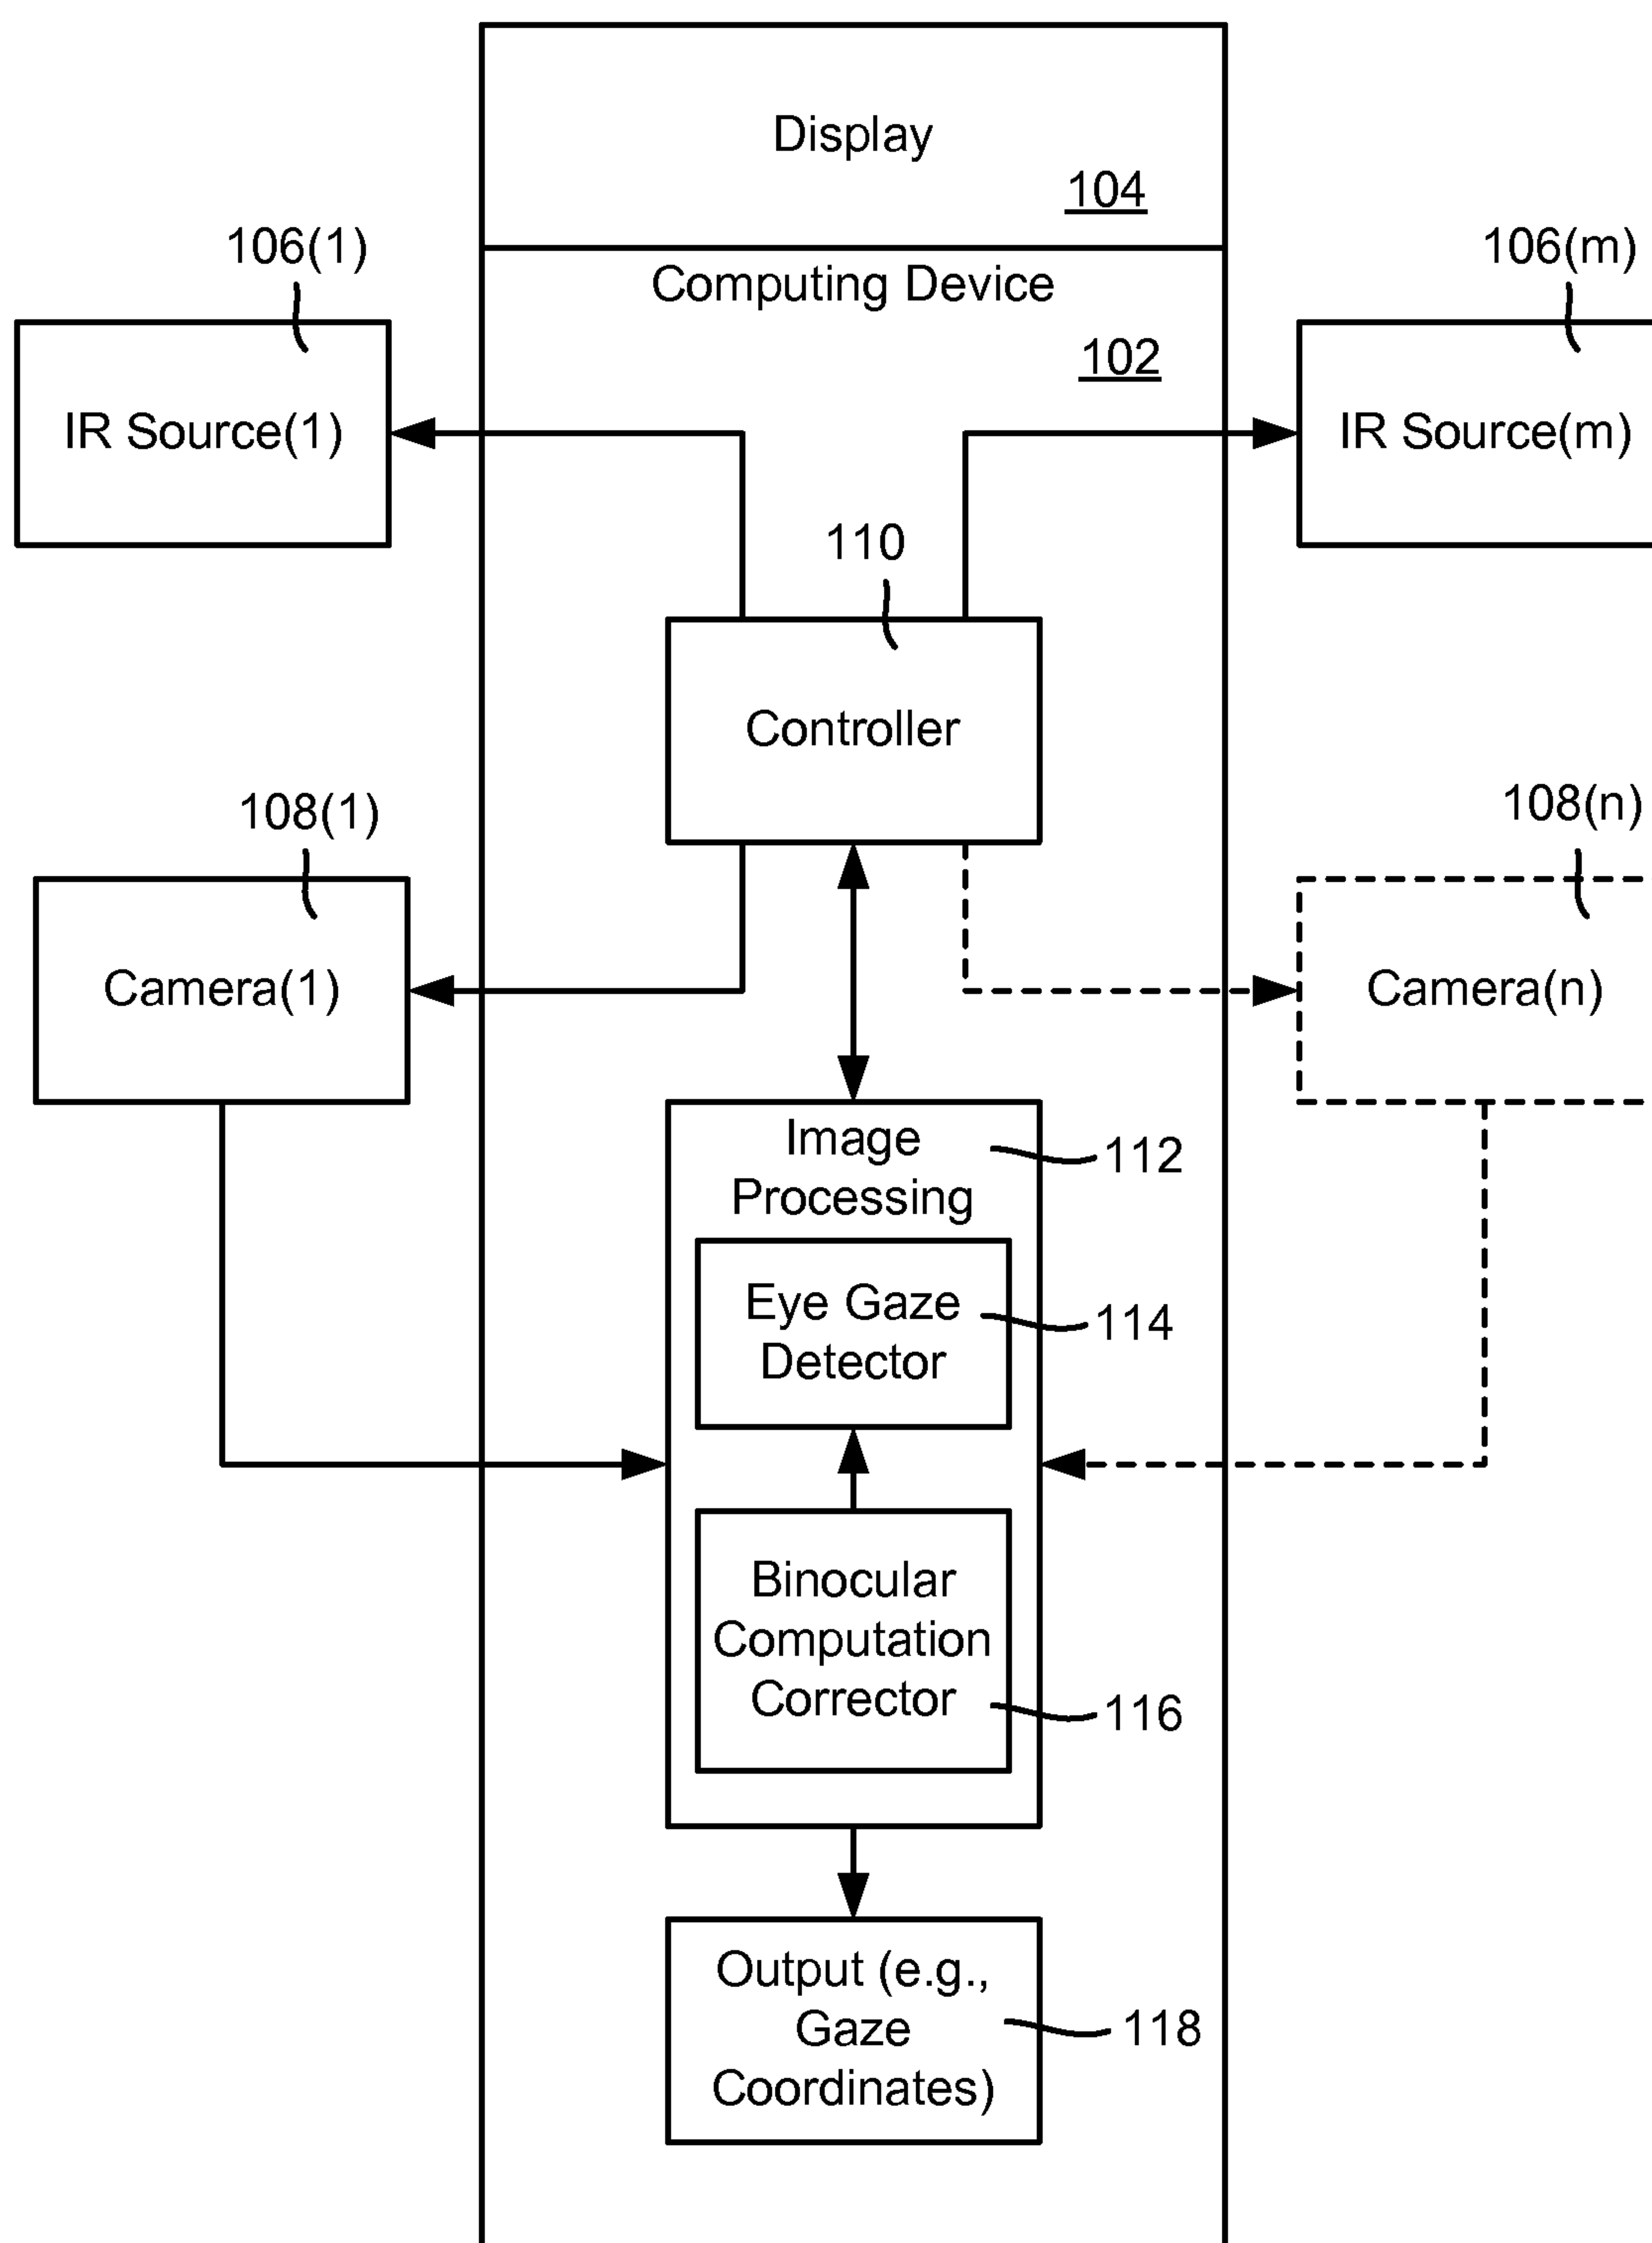 Display
104
106(1)
106(m)
Computing Device
102
IR Source(1)
IR Source(m)
110
Controller
108(1)
108(n)
Camera(1)
Camera(n)
Image
Processing
112
Eye Gaze
Detector
114
Binocular
Computation
Corrector
116
Output (e.g.,
Gaze
Coordinates)
118